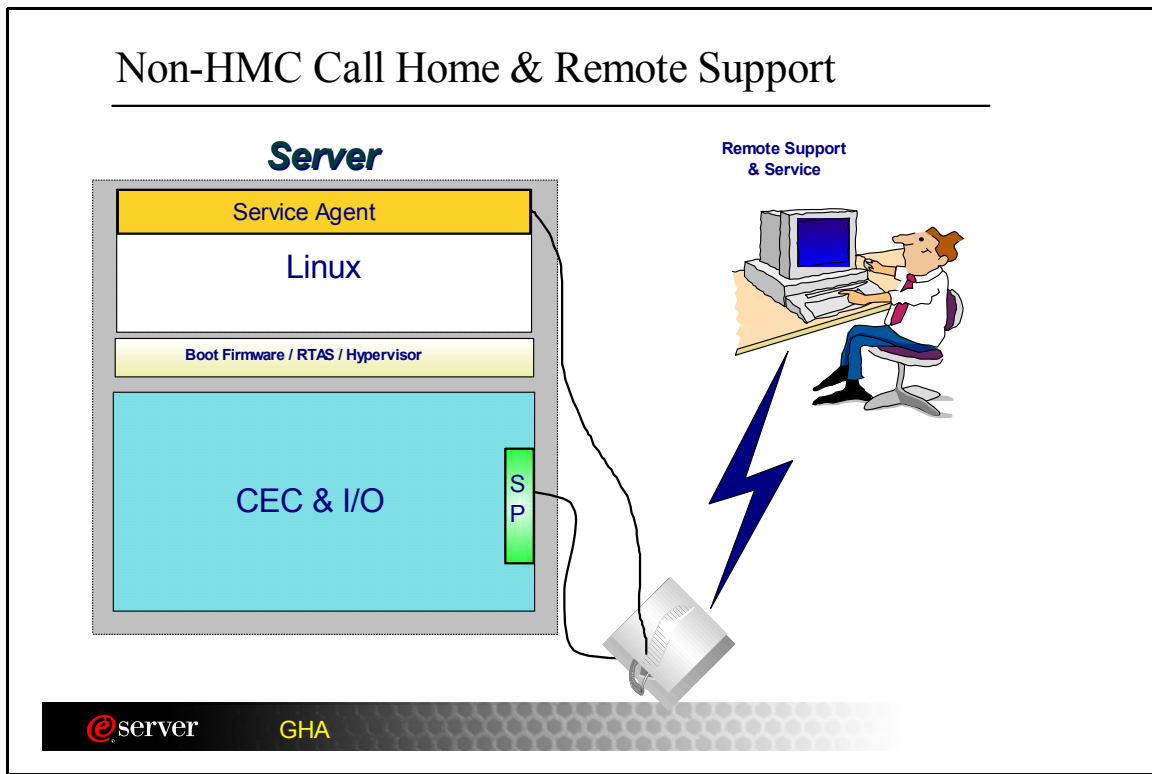 Non-HMC Call Home & Remote Support
Server
Remote Support
& Service
Service Agent
Linux
Boot Firmware / RTAS / Hypervisor
CEC & I/O
S
P
eserver
GHA